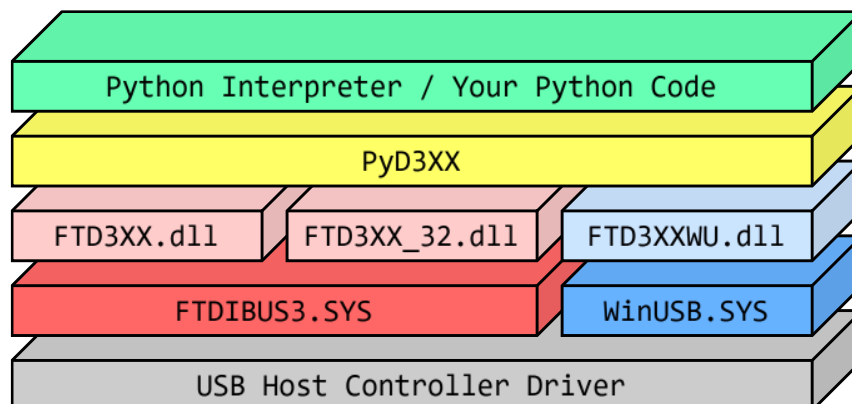 Python Interpreter / Your Python Code
PyD3XX
FTD3XX.dll
FTD3XX_32.dll
FTD3XXWU.dll
FTDIBUS3.SYS
WinUSB.SYS
USB Host Controller Driver